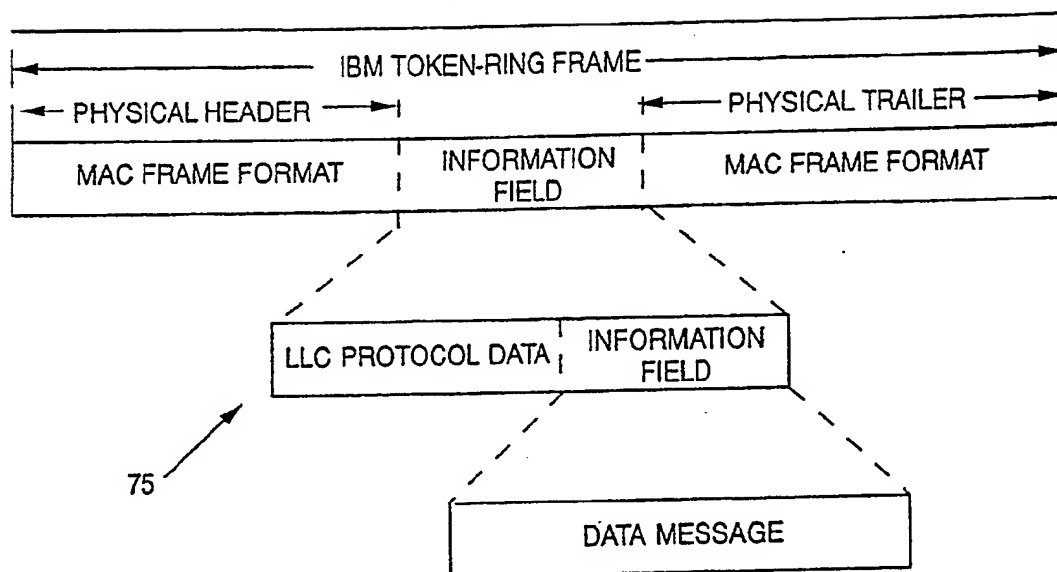 IBM TOKEN-RING FRAME
PHYSICAL HEADER
PHYSICAL TRAILER
MAC FRAME FORMAT
INFORMATION
FIELD
MAC FRAME FORMAT
LLC PROTOCOL DATA
INFORMATION
FIELD
75
DATA MESSAGE